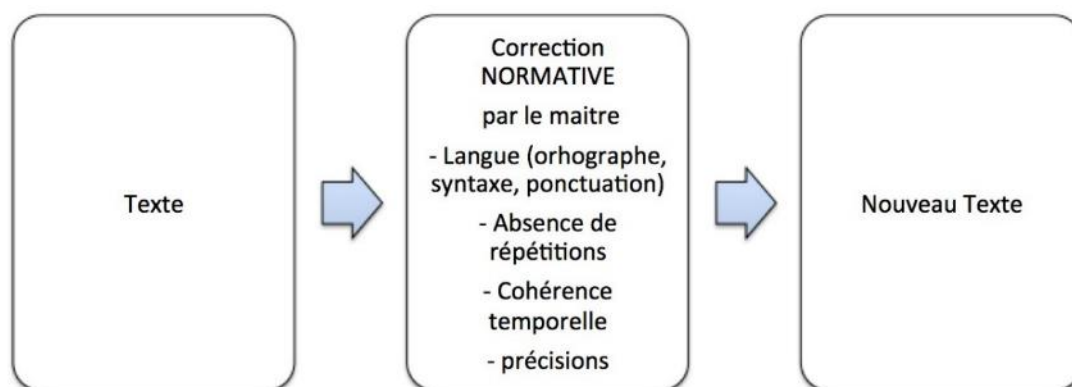 Texte
Correction
NORMATIVE
par le maitre
- Langue (orhographe,
syntaxe, ponctuation)
- Absence de
répétitions
- Cohérence
temporelle
- précisions
Nouveau Texte